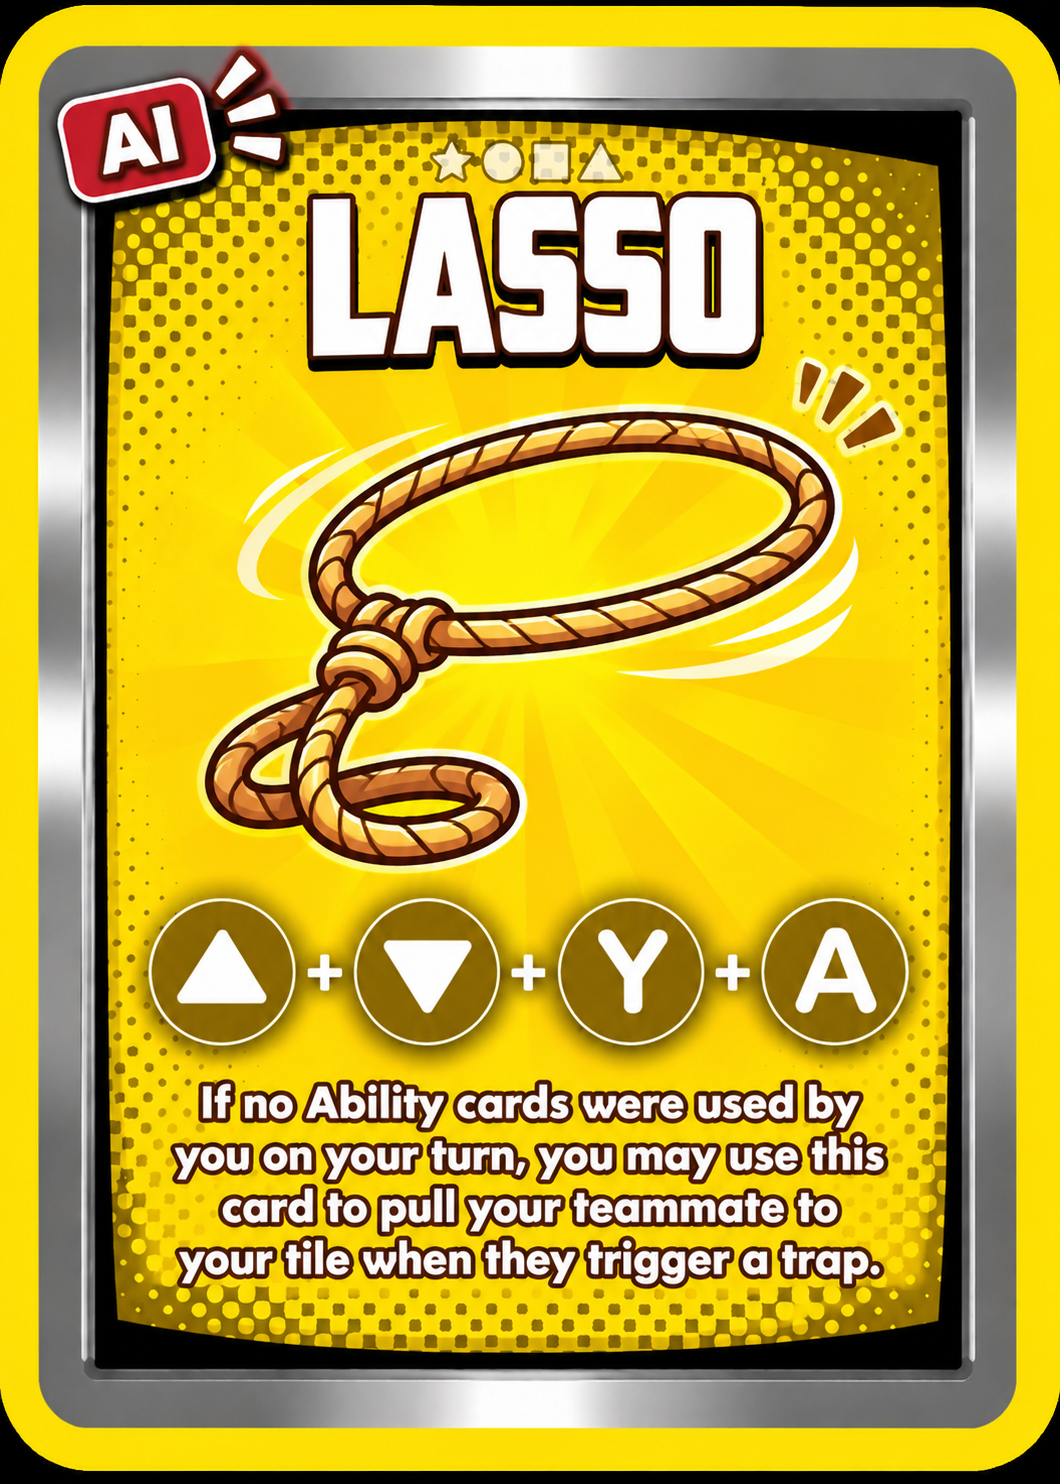 AI
LASSO
▲ + ▼ + Y + A
If no Ability cards were used by
you on your turn, you may use this
card to pull your teammate to
your tile when they trigger a trap.